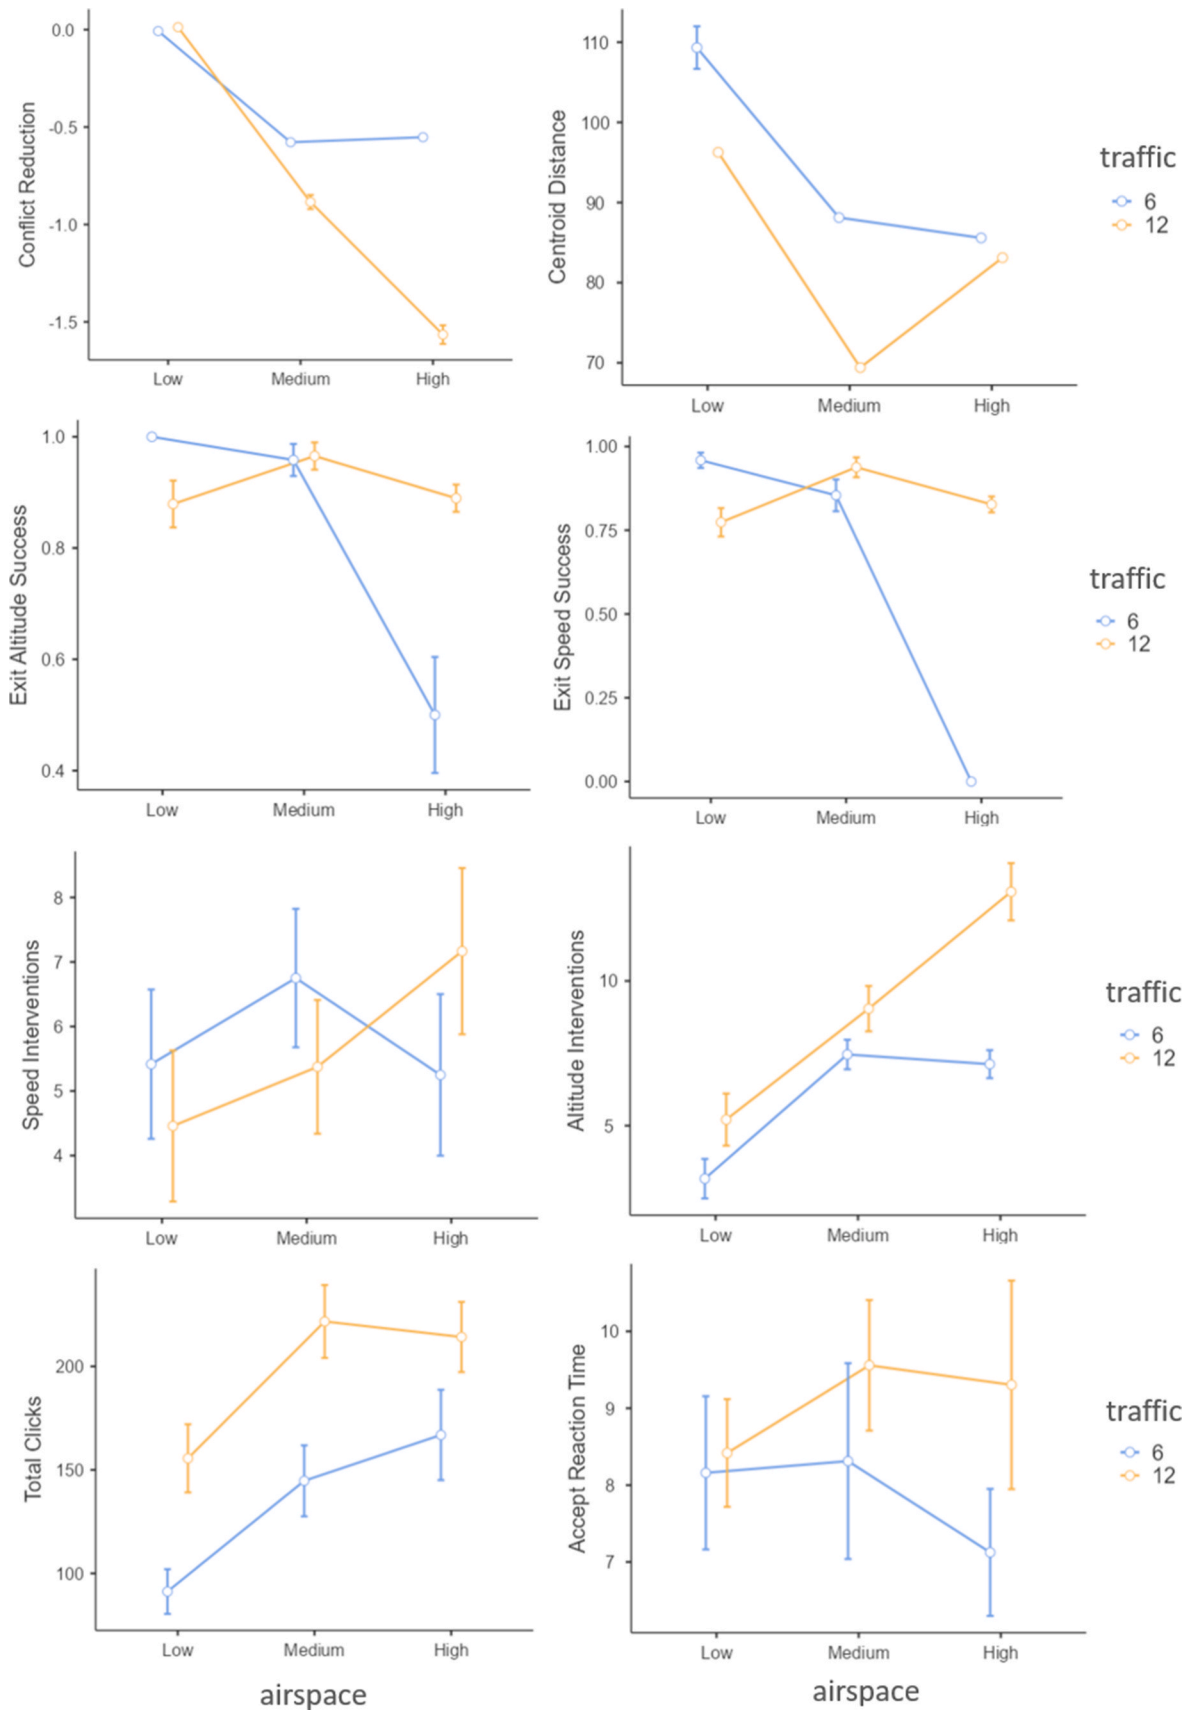 Conflict Reduction
0.0
-0.5
-1.0
-1.5
Low Medium High
Centroid Distance
110
100
90
80
70
Low Medium High
traffic
6
12
Exit Altitude Success
1.0
0.8
0.6
0.4
Low Medium High
Exit Speed Success
1.00
0.75
0.50
0.25
0.00
Low Medium High
traffic
6
12
Speed Interventions
8
7
6
5
4
Low Medium High
Altitude Interventions
10
5
Low Medium High
traffic
6
12
Total Clicks
200
150
100
Low Medium High
airspace
Accept Reaction Time
10
9
8
7
Low Medium High
airspace
traffic
6
12